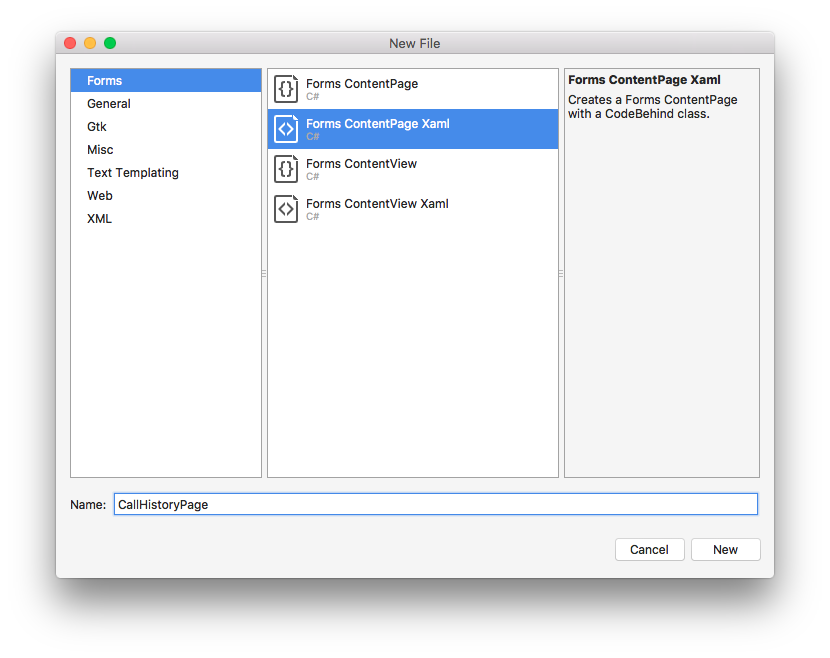 New File
Forms
General
Gtk
Misc
Text Templating
Web
XML
Forms ContentPage
C#
Forms ContentPage Xaml
C#
Forms ContentView
C#
Forms ContentView Xaml
C#
Forms ContentPage Xaml
Creates a Forms ContentPage
with a CodeBehind class.
Name: CallHistoryPage
Cancel New